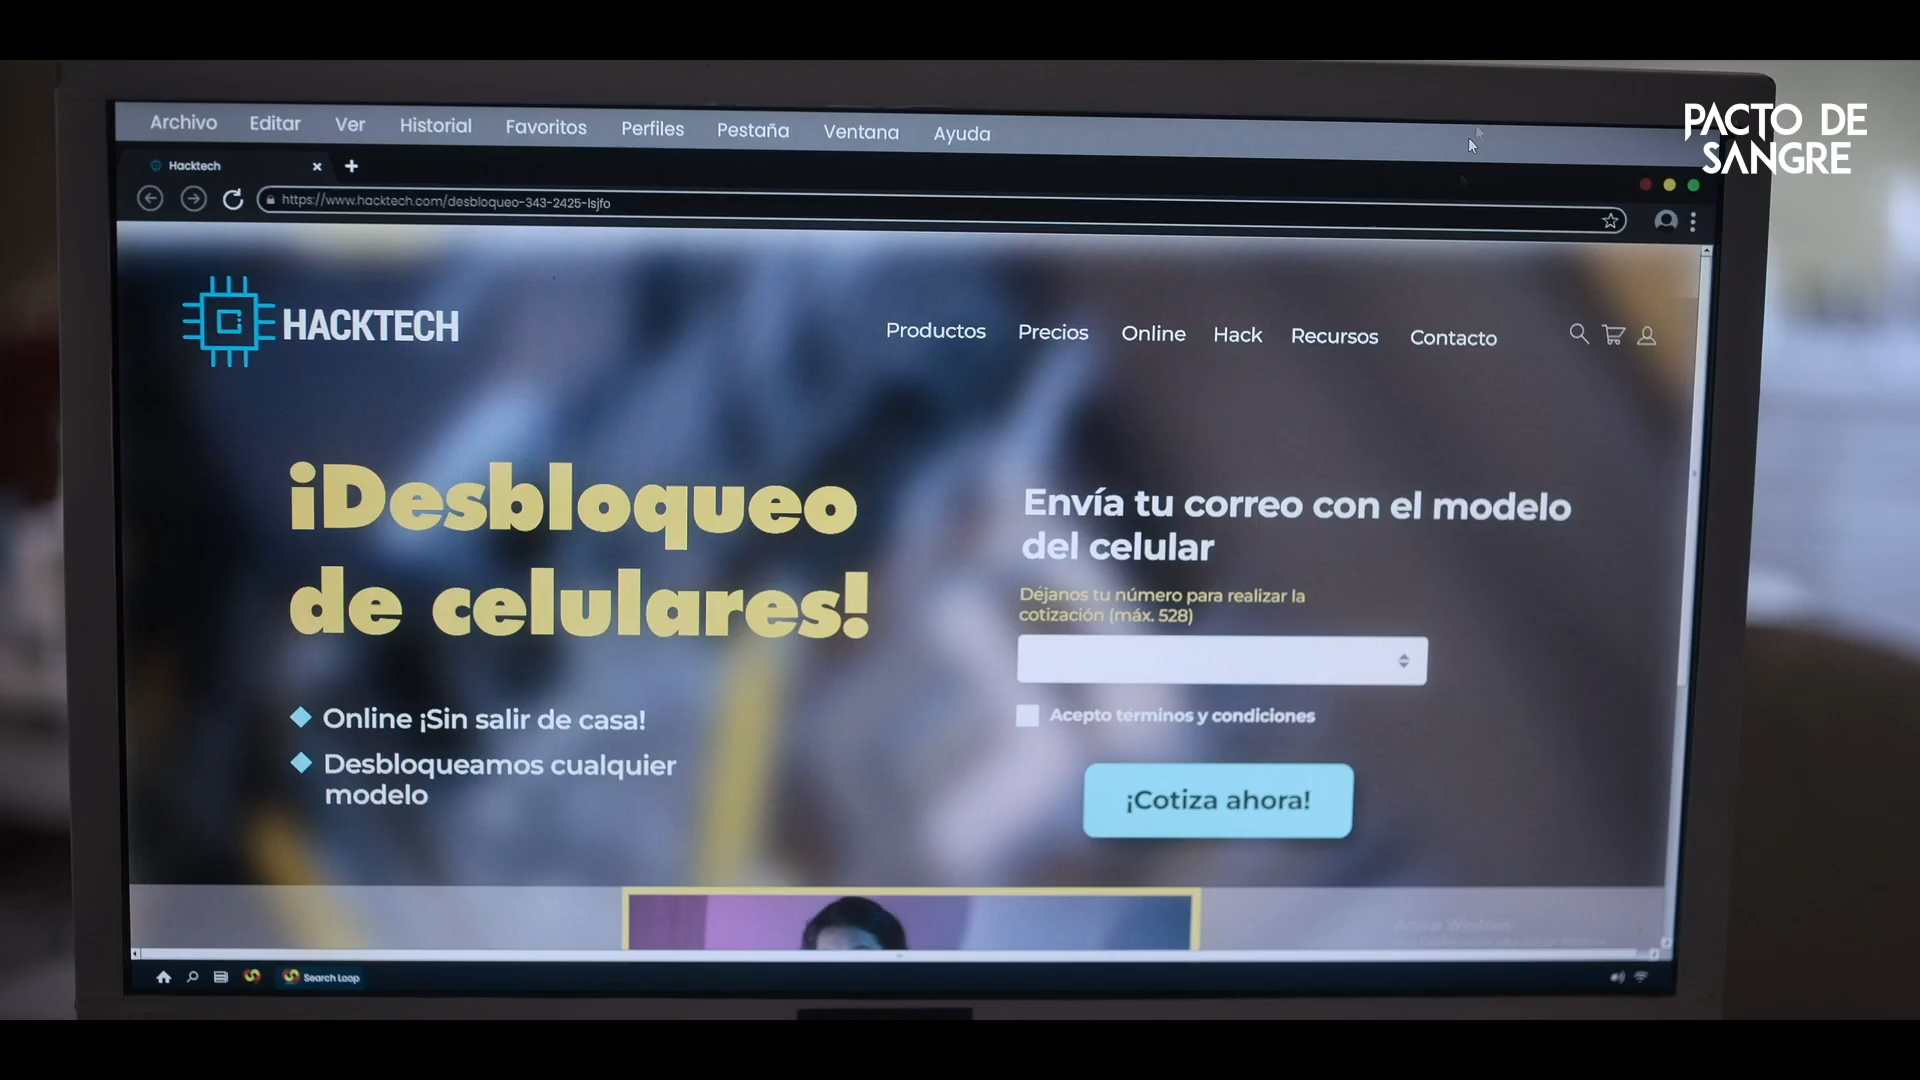 PACTO DE
SANGRE
Archivo Editar Ver Historial Favoritos Perfiles Pestaña Ventana Ayuda
Hacktech
https://www.hacktech.com/desbloqueo-343-2425-lsjfo
HACKTECH
Productos Precios Online Hack Recursos Contacto
¡Desbloqueo
de celulares!
Online ¡Sin salir de casa!
Desbloqueamos cualquier
modelo
Envía tu correo con el modelo
del celular
Déjanos tu número para realizar la
cotización (máx. 528)
Acepto términos y condiciones
¡Cotiza ahora!
Activar Windows
Search Loop